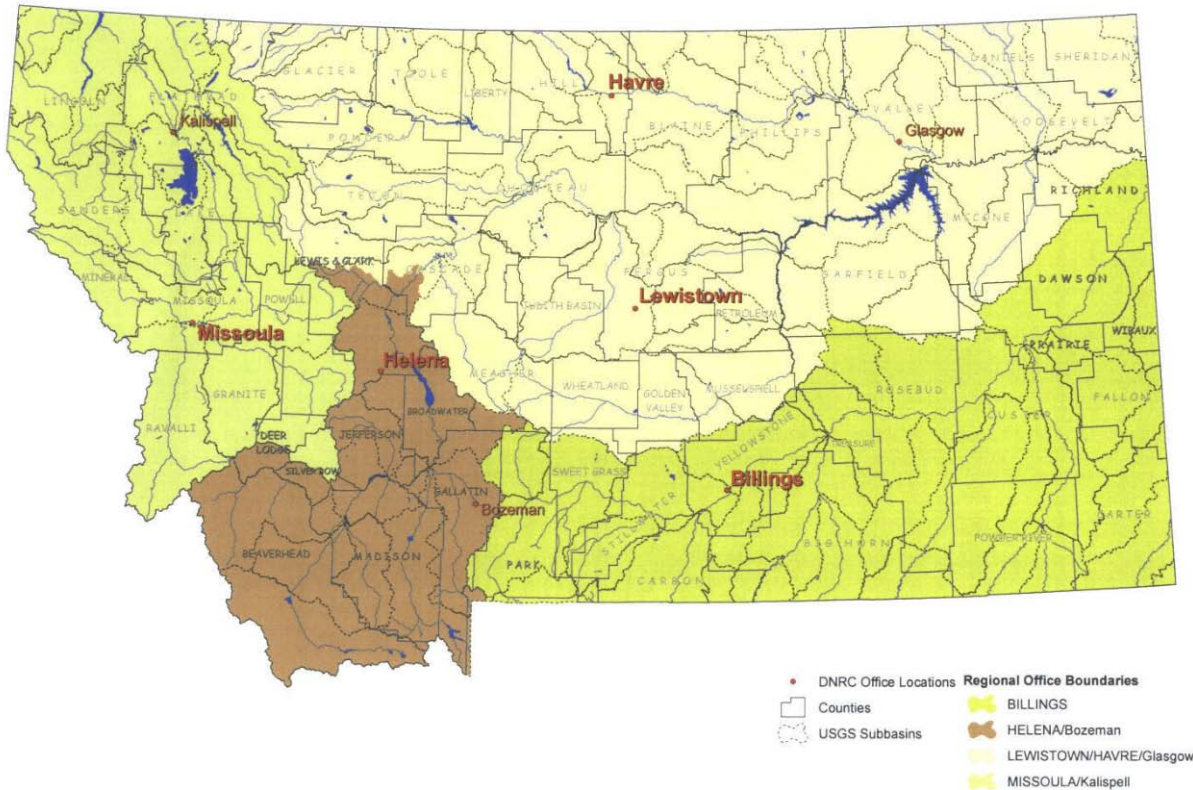 GLACIER
TOOLE
LIBERTY
HILL
Havre
DANIELS
SHERIDAN
LINCOLN
FLATHEAD
Kalispell
PONDERA
BLAINE
PHILLIPS
VALLEY
Glasgow
ROOSEVELT
TETON
CHOUTEAU
RICHLAND
SANDERS
LAKE
MCCONE
LEWIS & CLARK
CASCADE
FERGUS
GARFIELD
DAWSON
MINERAL
MISSOULA
POWELL
JUDITH BASIN
Lewistown
PETROLEUM
Missoula
WIBAUX
PRAIRIE
Helena
MEAGHER
WHEATLAND
GOLDEN
VALLEY
MUSSELSHELL
ROSEBUD
GRANITE
BROADWATER
CUSTER
FALLON
RAVALLI
DEER
LODGE
JEFFERSON
YELLOWSTONE
TREASURE
SILVERBOW
SWEET GRASS
Billings
GALLATIN
Bozeman
STILLWATER
CARTER
BEAVERHEAD
MADISON
PARK
BIG HORN
POWDER RIVER
CARBON
DNRC Office Locations
Counties
USGS Subbasins
Regional Office Boundaries
BILLINGS
HELENA/Bozeman
LEWISTOWN/HAVRE/Glasgow
MISSOULA/Kalispell